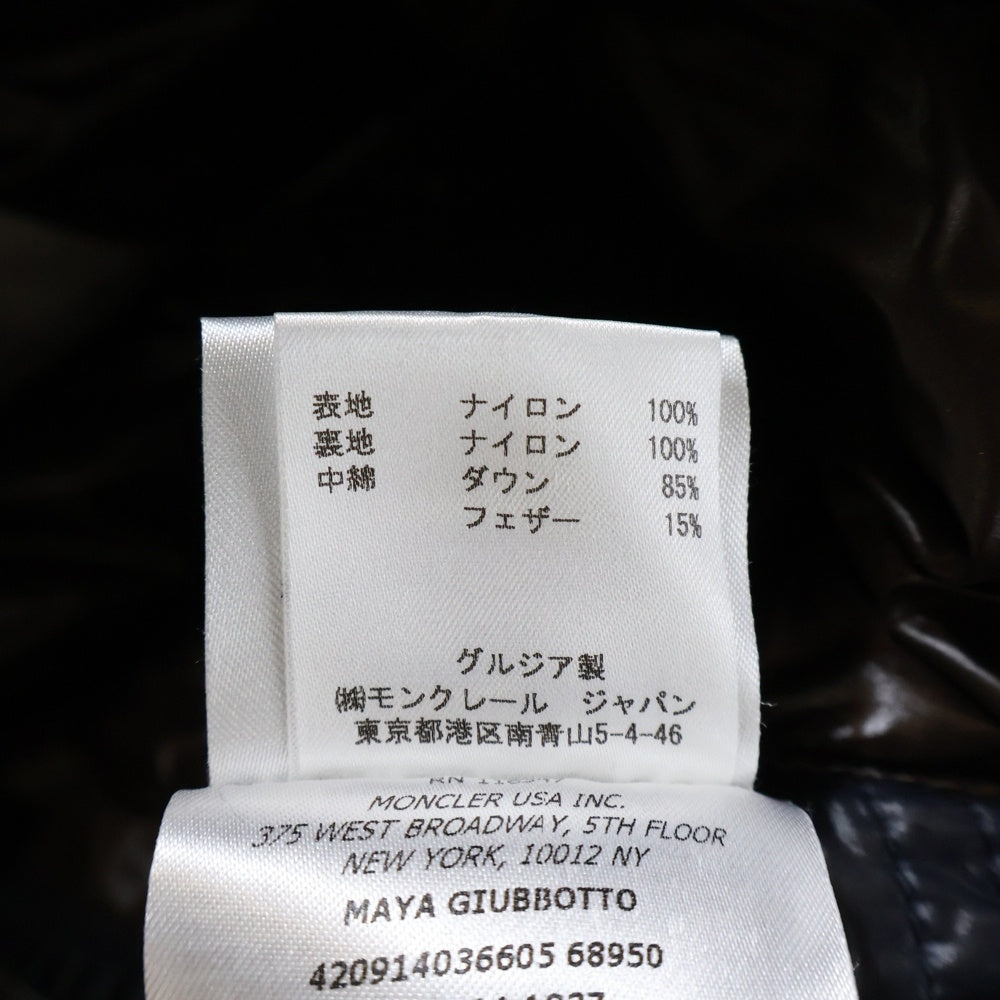 表地 ナイロン 100%
裏地 ナイロン 100%
中綿 ダウン 85%
フェザー 15%
グルジア製
(株)モンクレール ジャパン
東京都港区南青山5-4-46
RN
MONCLER USA INC.
375 WEST BROADWAY, 5TH FLOOR
NEW YORK, 10012 NY
MAYA GIUBBOTTO
420914036605 68950